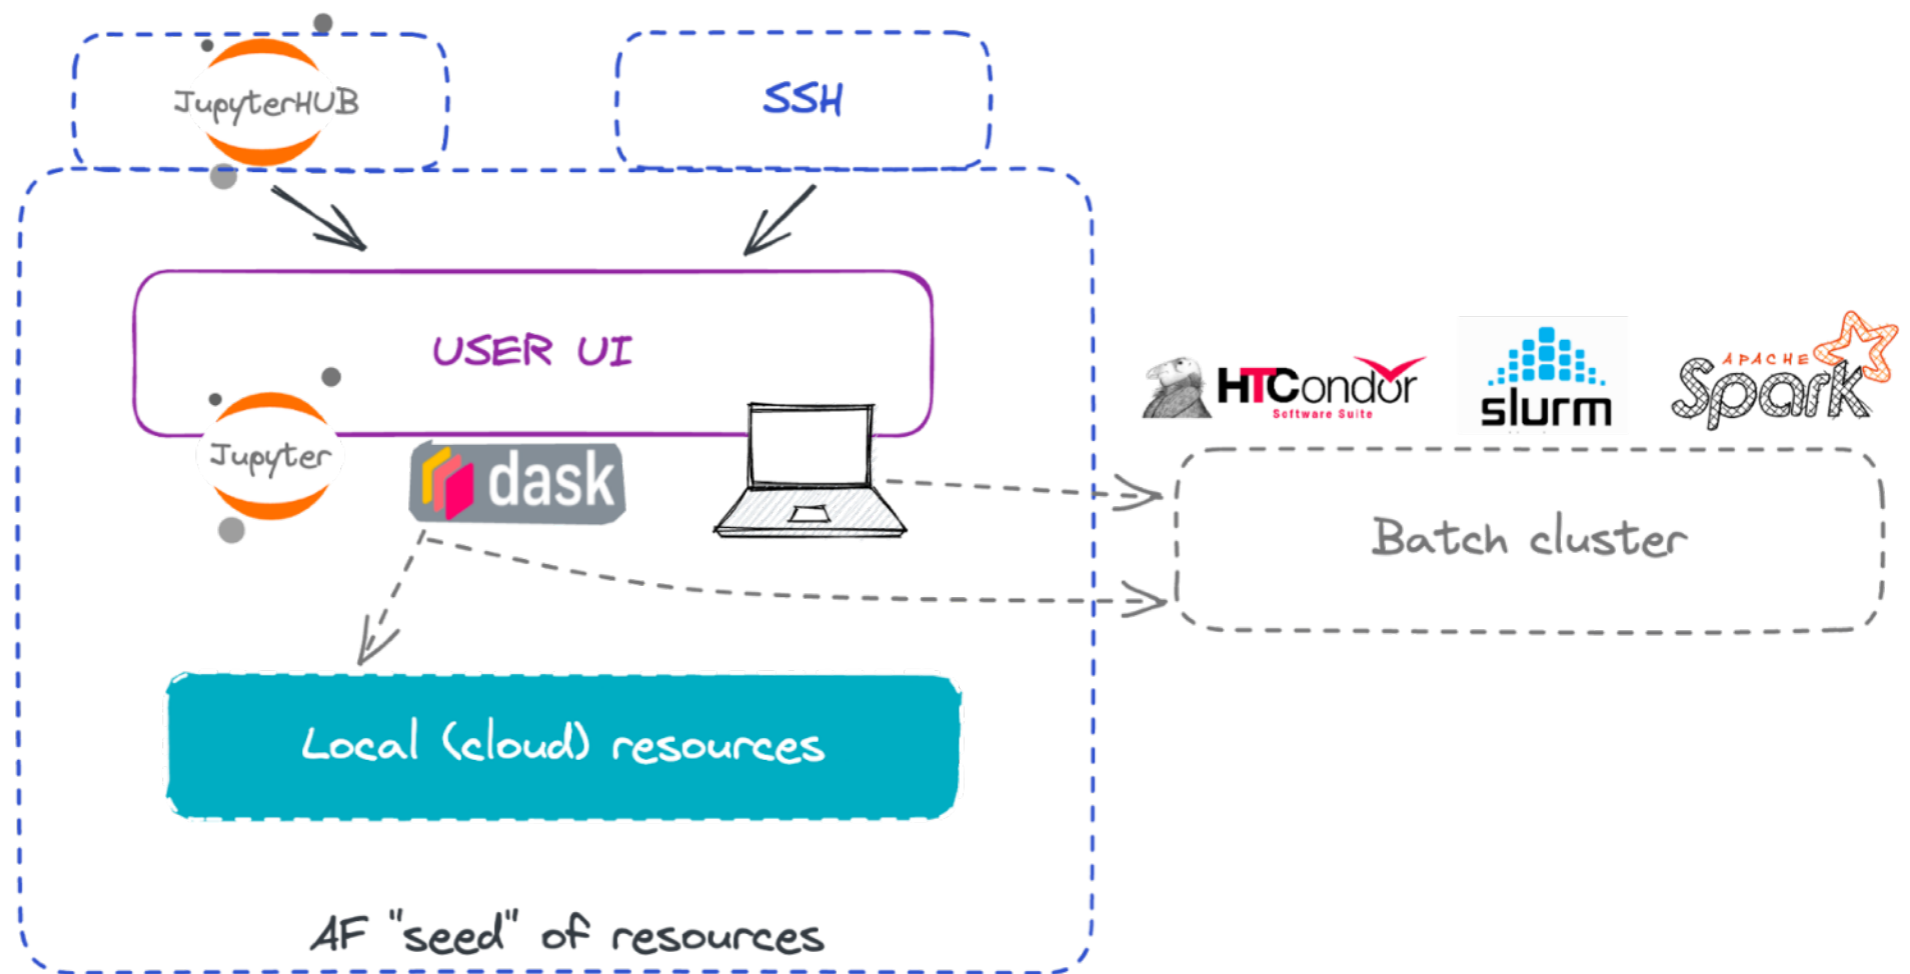 JupyterHUB
SSH
USER UI
Jupyter
dask
HTCondor
Software Suite
slurm
APACHE
Spark
Batch cluster
Local (cloud) resources
AF "seed" of resources